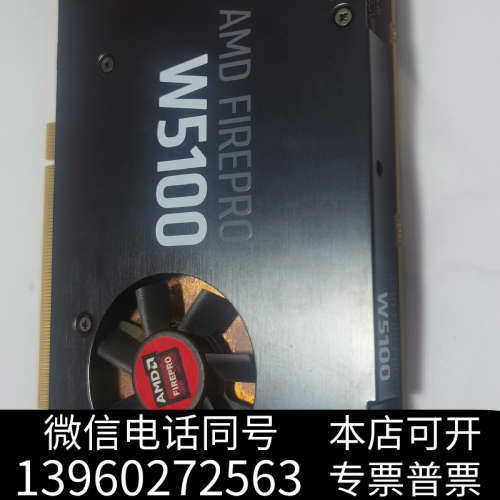 AMD FIREPRO
W5100
W5100
AMD
FIREPRO
微信电话同号
13960272563
本店可开
专票普票